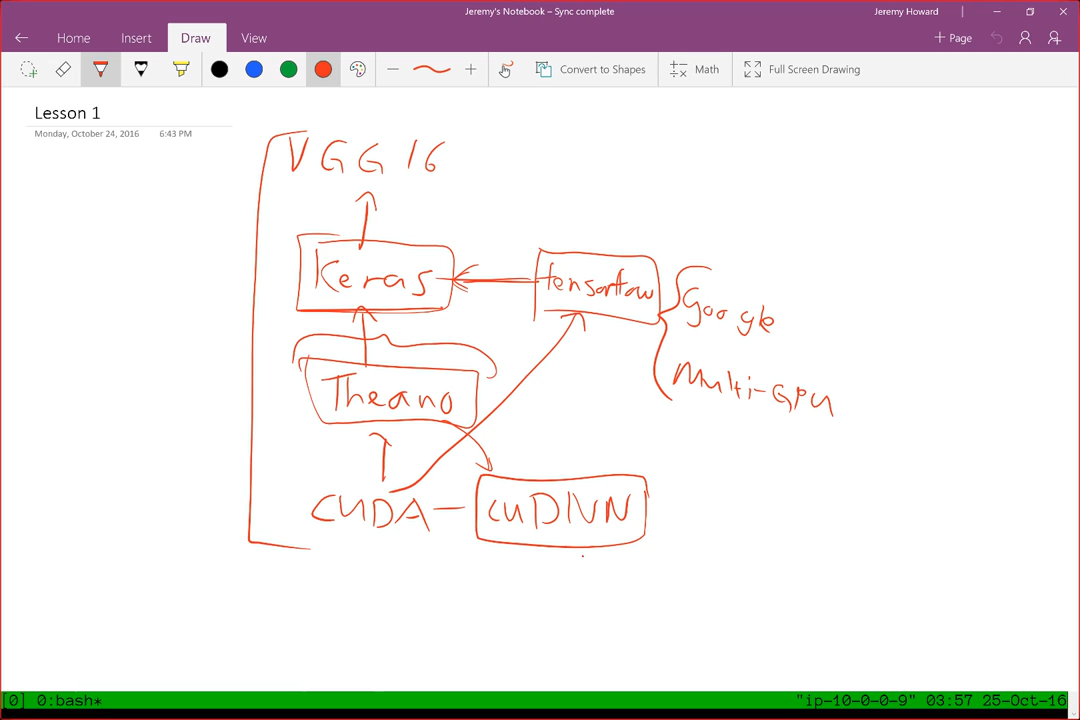 Jeremy's Notebook – Sync complete
Jeremy Howard
Home Insert Draw View
Page
Convert to Shapes Math Full Screen Drawing
Lesson 1
Monday, October 24, 2016 6:43 PM
VGG 16
Keras
tensorflow
Google
Theano
Multi-GPU
CUDA - cuDNN
[0] 0:bash* "ip-10-0-0-9" 03:57 25-Oct-16